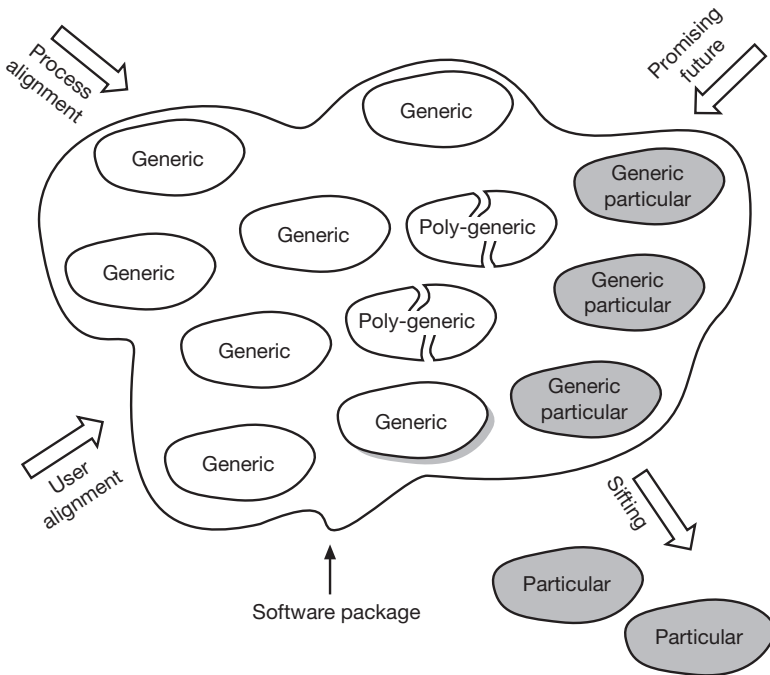 Process
alignment
Promising
future
Generic
Generic
Generic
particular
Generic
Poly-generic
Generic
Generic
particular
Poly-generic
Generic
Generic
particular
Generic
Generic
User
alignment
Sifting
Particular
Software package
Particular